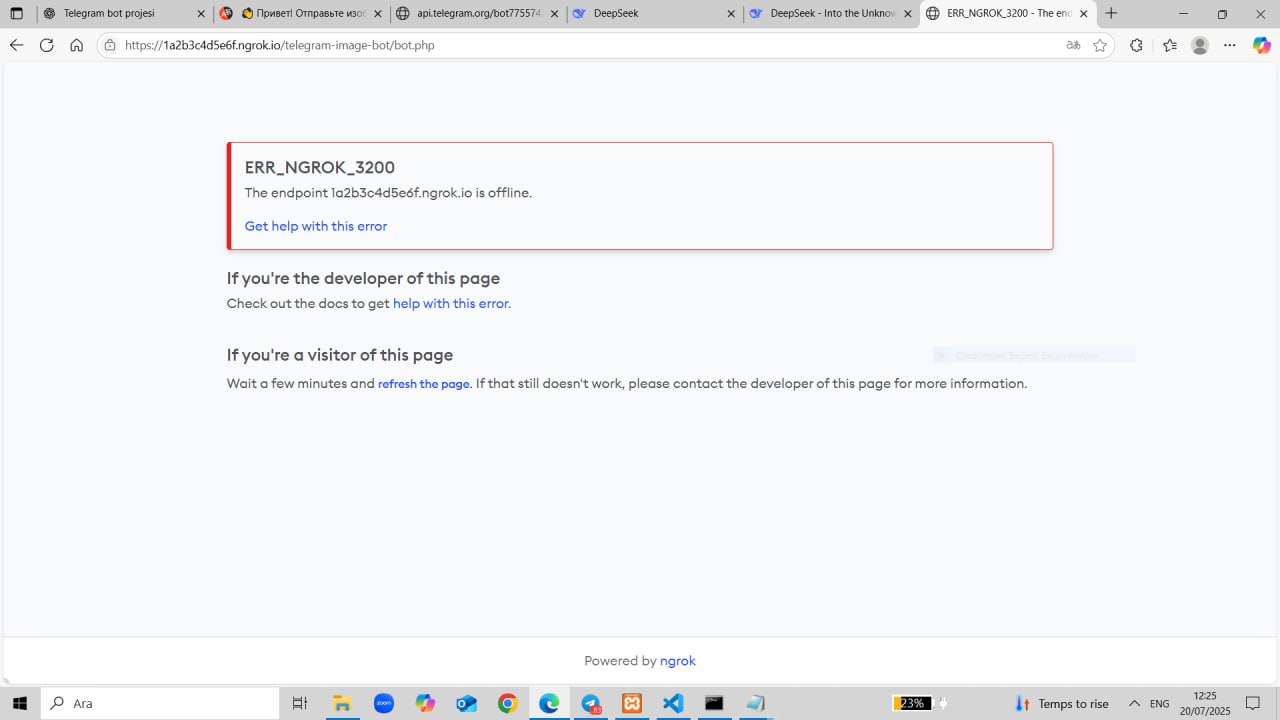 Telegram bot projesi
Привет! Отправьте изоб
api.telegram.org/bot775574
DeepSeek
DeepSeek - Into the Unknow
ERR_NGROK_3200 - The end
https://1a2b3c4d5e6f.ngrok.io/telegram-image-bot/bot.php
ERR_NGROK_3200
The endpoint 1a2b3c4d5e6f.ngrok.io is offline.
Get help with this error
If you're the developer of this page
Check out the docs to get help with this error.
If you're a visitor of this page
Dikdörtgen Biçimli Ekran Alıntısı
Wait a few minutes and refresh the page. If that still doesn't work, please contact the developer of this page for more information.
Powered by ngrok
Ara
zoom
83
23%
Temps to rise
ENG
12:25
20/07/2025